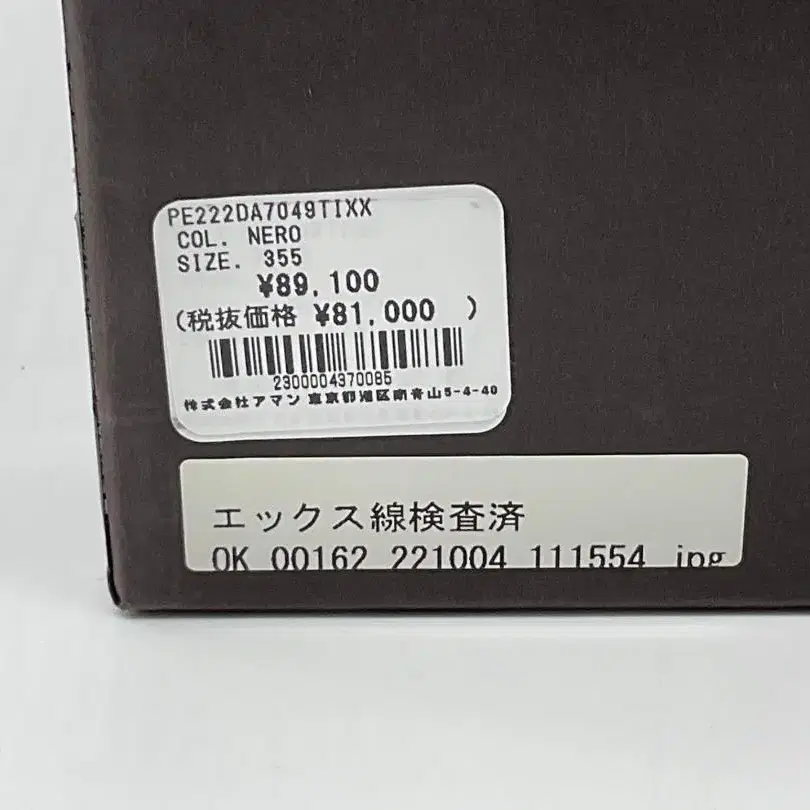 PE222DA7049TIXX
COL. NERO
SIZE. 355
¥89,100
(税抜価格 ¥81,000 )
2300004370085
株式会社アマン 東京都港区南青山5-4-40
エックス線検査済
OK 00162 221004 111554 jpg